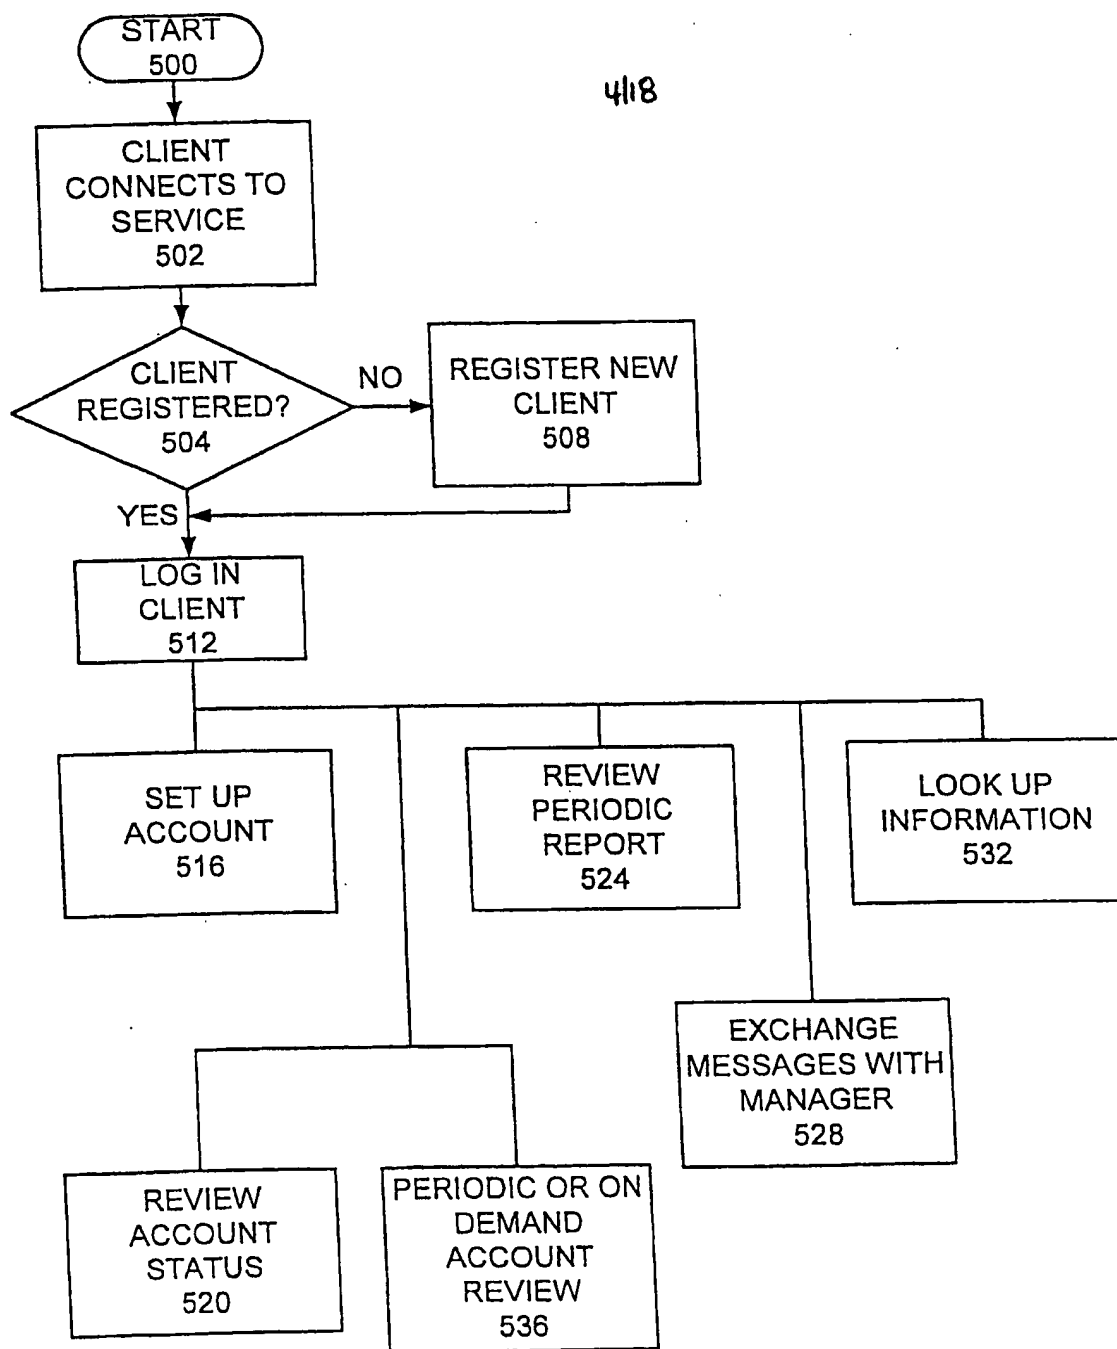 START
500
4/18
CLIENT
CONNECTS TO
SERVICE
502
CLIENT
REGISTERED?
504
NO
REGISTER NEW
CLIENT
508
YES
LOG IN
CLIENT
512
SET UP
ACCOUNT
516
REVIEW
PERIODIC
REPORT
524
LOOK UP
INFORMATION
532
EXCHANGE
MESSAGES WITH
MANAGER
528
REVIEW
ACCOUNT
STATUS
520
PERIODIC OR ON
DEMAND
ACCOUNT
REVIEW
536